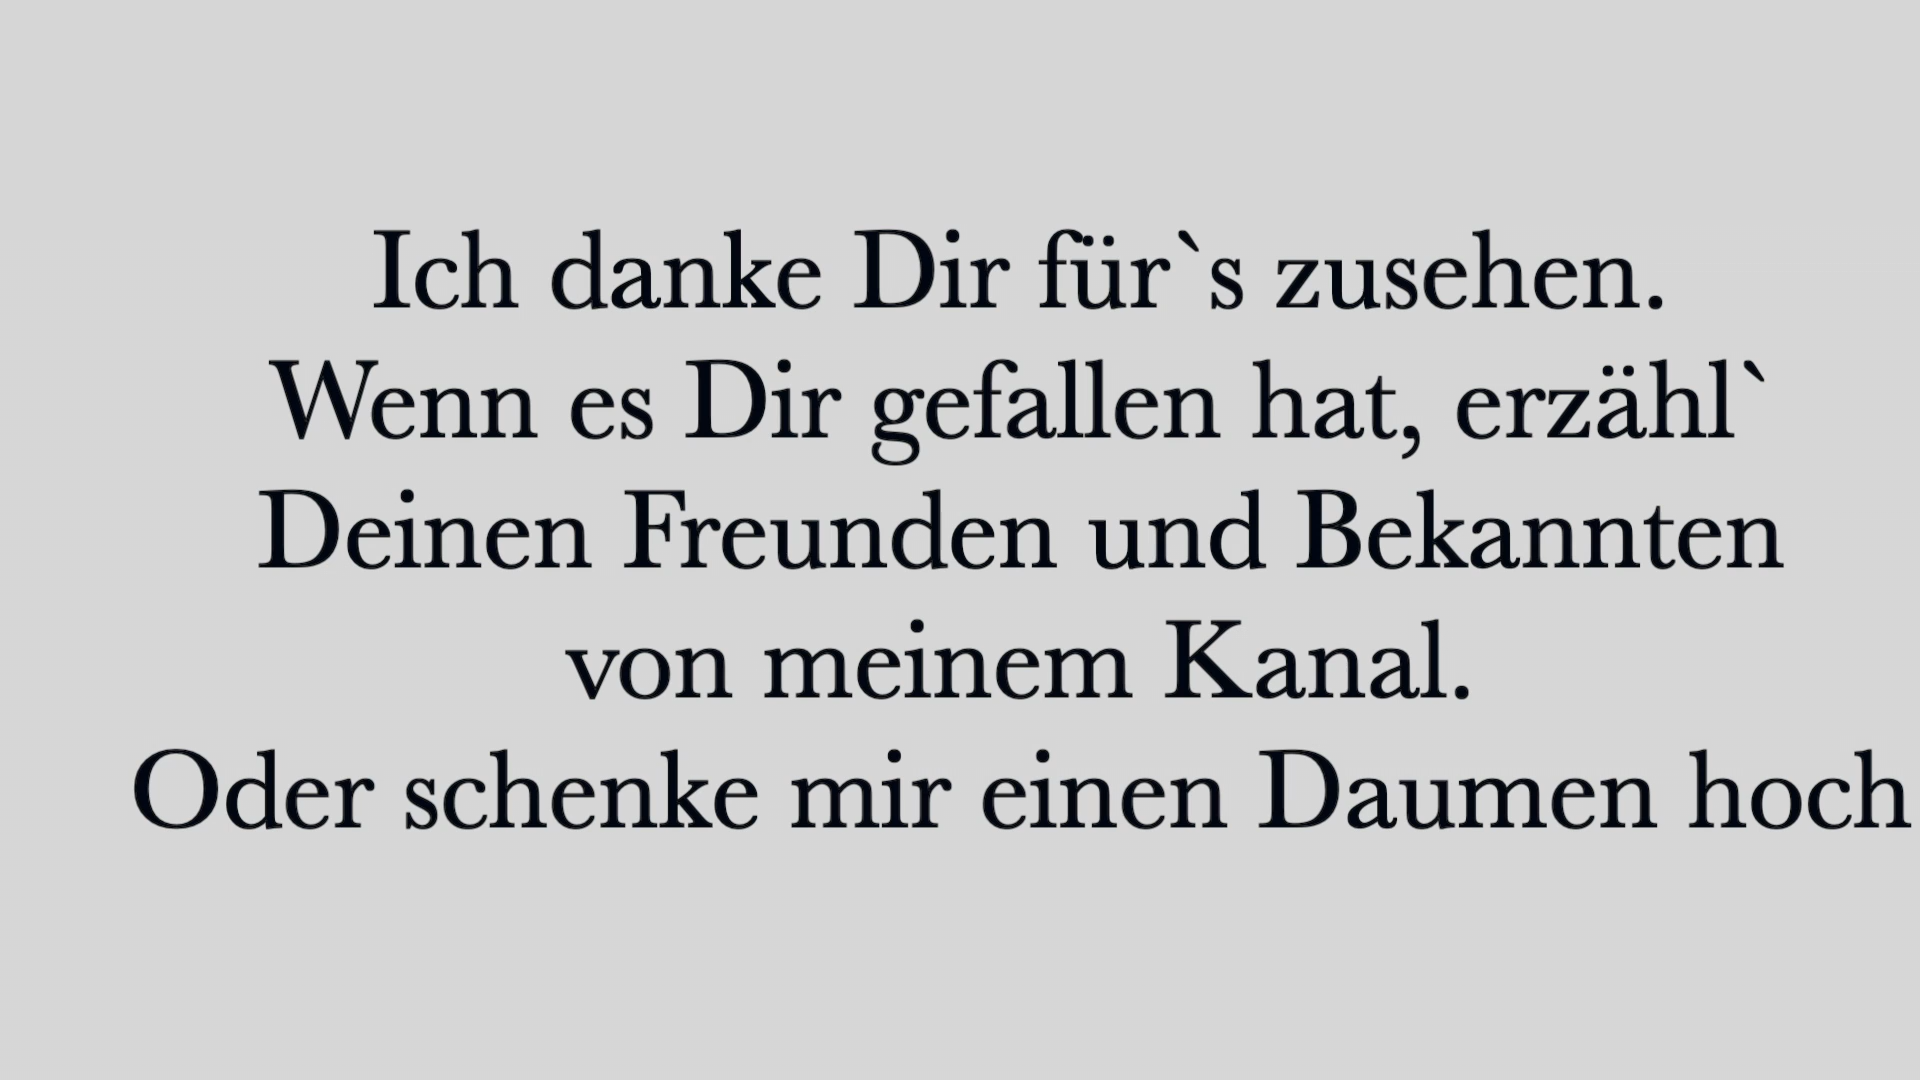 Ich danke Dir für`s zusehen.
Wenn es Dir gefallen hat, erzähl`
Deinen Freunden und Bekannten
von meinem Kanal.
Oder schenke mir einen Daumen hoch